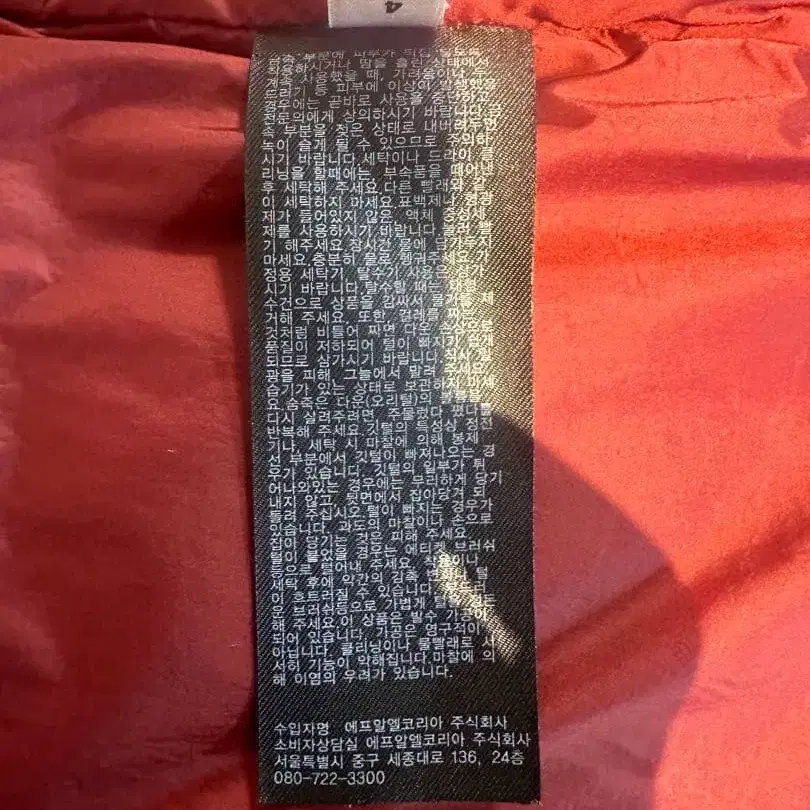 4
착용하시거나 땀을 흘린 상태에서
사용했을 때, 가려움이나 두
드러기 등 피부에 이상이 발생했을
경우에는 곧바로 사용을 중단하고
전문의에게 상의하시기 바랍니다.금
속 부분을 젖은 상태로 내버려두면
녹이 슬게 될 수 있으므로 주의하
시기 바랍니다.세탁이나 드라이 클
리닝을 할때에는 부속품을 떼어낸
후 세탁해 주세요.다른 빨래와 같
이 세탁하지 마세요.표백제나 형광
제가 들어있지 않은 액체 중성세
제를 사용하시기 바랍니다.눌러 빨
기 해주세요.장시간 물에 담가두지
마세요.충분히 물로 헹궈주세요.가
정용 세탁기, 탈수기 사용은 삼가
시기 바랍니다.탈수할 때는 대형
수건으로 상품을 감싸서 물기를 제
거해 주세요. 또한 걸레를 짜는
것처럼 비틀어 짜면 다운 손상으로
품질이 저하되어 털이 빠지기 쉽게
되므로 삼가시기 바랍니다.직사 일
광을 피해, 그늘에서 말려 주세요.
습기가 있는 상태로 보관하지 마세
요.숨죽은 다운(오리털)의 
다시 살려주려면, 주물렀다 폈다를
반복해 주세요.깃털의 특성상 정전
기나, 세탁 시 마찰에 의해 봉제
선 부분에서 깃털이 빠져나오는 경
우가 있습니다. 깃털의 일부가 튀
어나와있는 경우에는 무리하게 당기
내지 않고, 뒷면에서 잡아당겨 되
돌려 주십시오.털이 빠지는 경우가
있습니다. 과도의 마찰이나 손으로
잡아 당기는 것은 피해 주세요.
털이 붙었을 경우는 에티켓 브러쉬
등으로 털어내 주세요. 착용이나
세탁 후에 약간의 감촉 변화나 털
이 흐트러질 수 있습니다.
은 브러쉬등으로 가볍게 털을 정돈
해 주세요.이 상품은 발수 가공이
되어 있습니다. 가공은 영구적이
아닙니다. 클리닝이나 물빨래로 서
서히 기능이 약해집니다.마찰에 의
해 이염의 우려가 있습니다.
수입자명 에프알엘코리아 주식회사
소비자상담실 에프알엘코리아 주식회사
서울특별시 중구 세종대로 136, 24층
080-722-3300